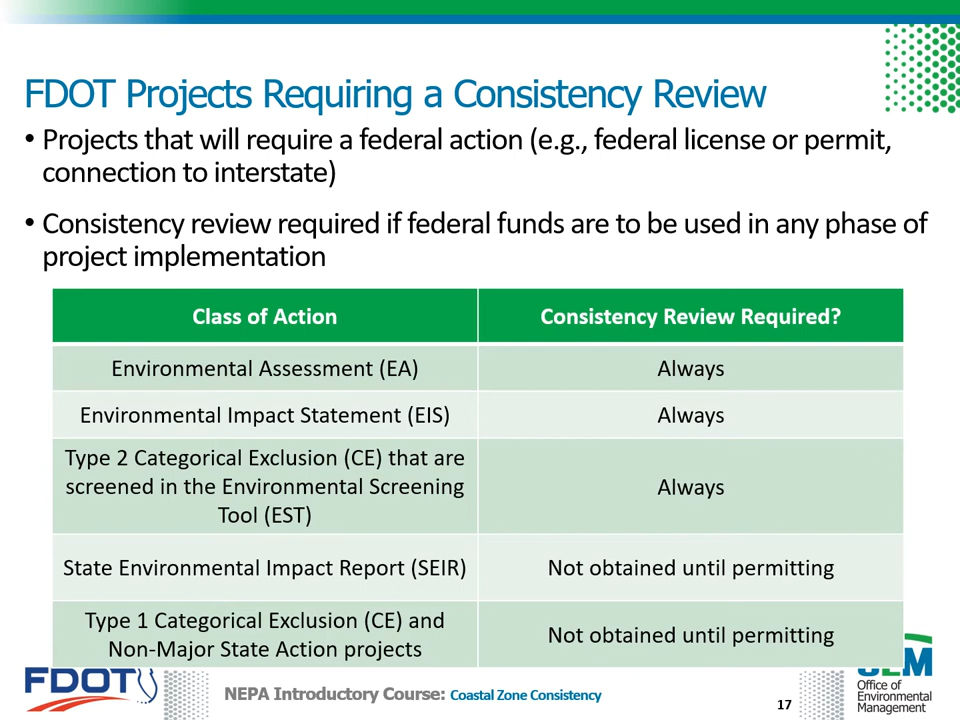 FDOT Projects Requiring a Consistency Review
• Projects that will require a federal action (e.g., federal license or permit,
connection to interstate)
• Consistency review required if federal funds are to be used in any phase of
project implementation
Class of Action
Consistency Review Required?
Environmental Assessment (EA)
Always
Environmental Impact Statement (EIS)
Always
Type 2 Categorical Exclusion (CE) that are
screened in the Environmental Screening
Tool (EST)
Always
State Environmental Impact Report (SEIR)
Not obtained until permitting
Type 1 Categorical Exclusion (CE) and
Non-Major State Action projects
Not obtained until permitting
FDOT
NEPA Introductory Course: Coastal Zone Consistency
17
OEM
Office of
Environmental
Management